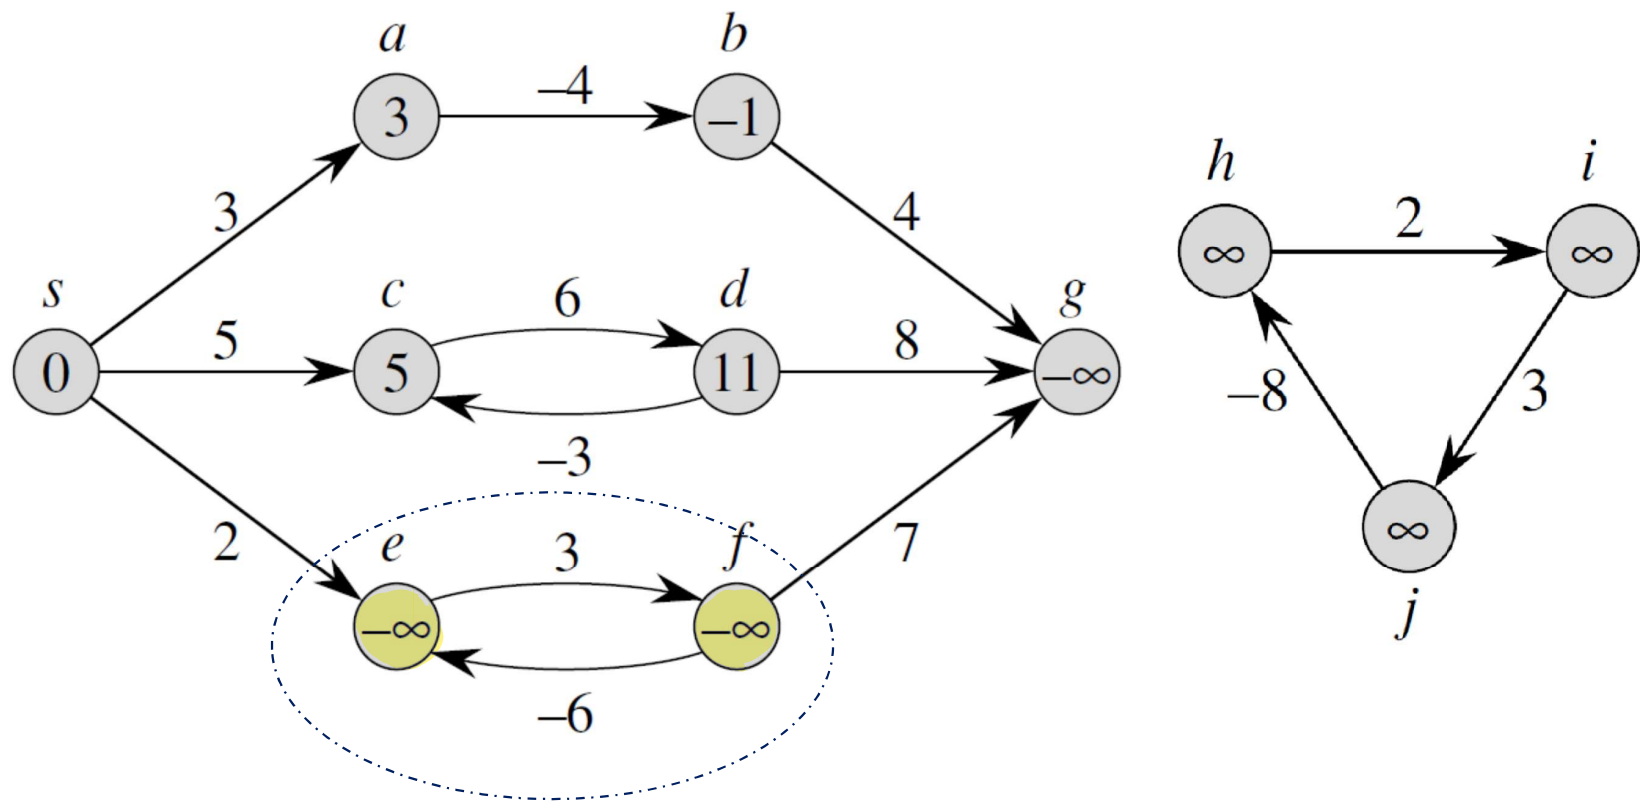 a b
3 –4 –1
h i
3 4
∞ 2 ∞
s c 6 d g
5 8
0 5 11 –∞
–8 3
–3
2 e 3 f 7
∞
–∞ –∞
j
–6